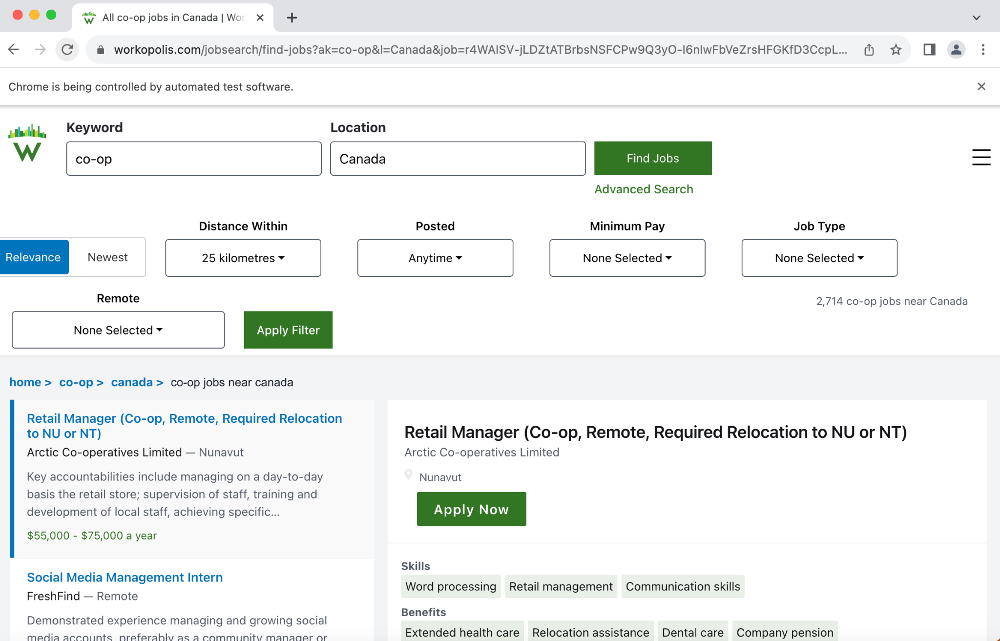 All co-op jobs in Canada | Wor
workopolis.com/jobsearch/find-jobs?ak=co-op&l=Canada&job=r4WAlSV-jLDZtATBrbsNSFCPw9Q3yO-I6nlwFbVeZrsHFGKfD3CcpL...
Chrome is being controlled by automated test software.
Keyword
Location
W
co-op
Canada
Find Jobs
Advanced Search
Distance Within
Posted
Minimum Pay
Job Type
Relevance
Newest
25 kilometres
Anytime
None Selected
None Selected
Remote
2,714 co-op jobs near Canada
None Selected
Apply Filter
home > co-op > canada > co-op jobs near canada
Retail Manager (Co-op, Remote, Required Relocation
to NU or NT)
Arctic Co-operatives Limited — Nunavut
Key accountabilities include managing on a day-to-day
basis the retail store; supervision of staff, training and
development of local staff, achieving specific...
$55,000 - $75,000 a year
Social Media Management Intern
FreshFind — Remote
Demonstrated experience managing and growing social
media accounts, preferably as a community manager or
Retail Manager (Co-op, Remote, Required Relocation to NU or NT)
Arctic Co-operatives Limited
Nunavut
Apply Now
Skills
Word processing
Retail management
Communication skills
Benefits
Extended health care
Relocation assistance
Dental care
Company pension